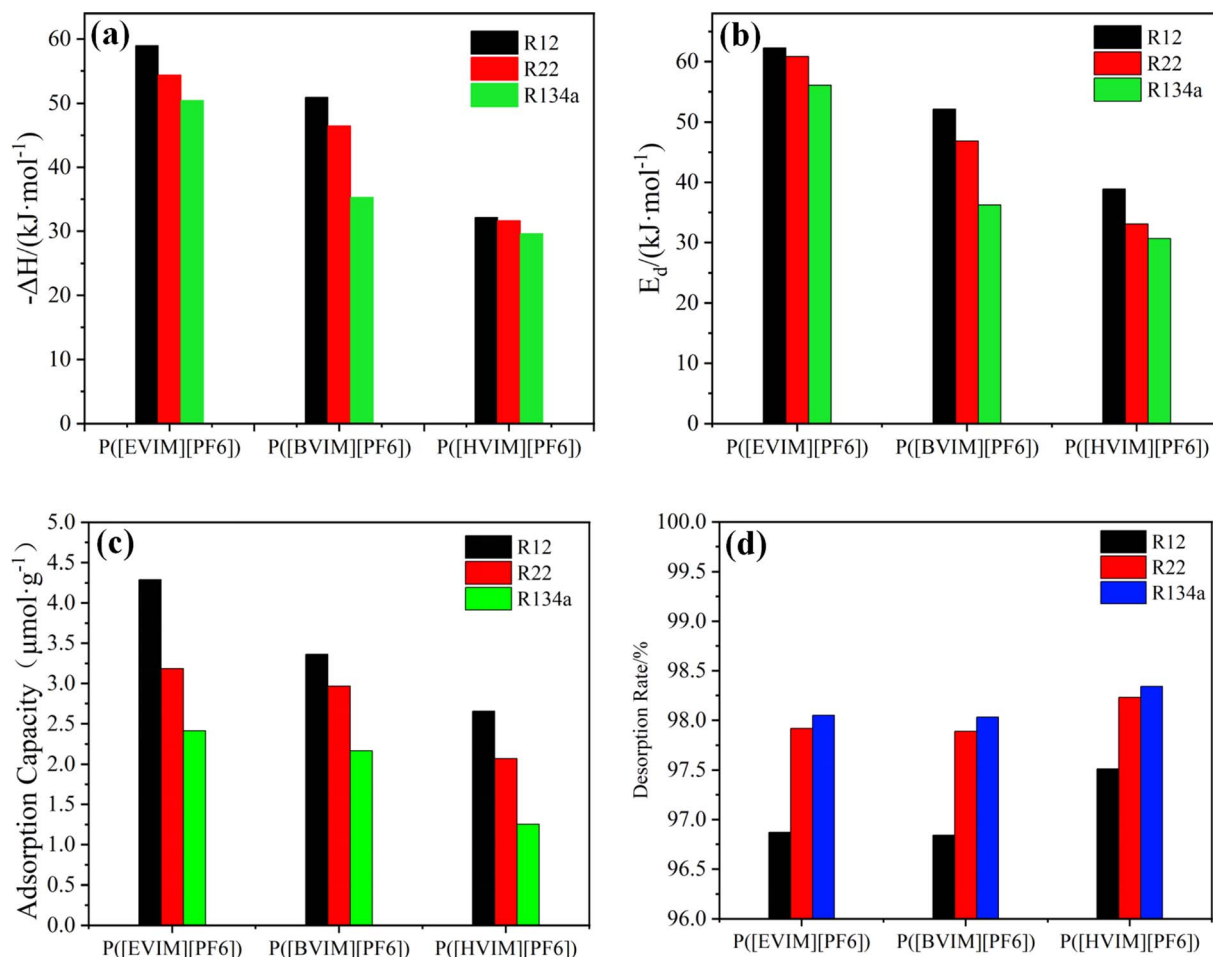 (a)
R12
R22
R134a
-ΔH/(kJ·mol⁻¹)
60
50
40
30
20
10
0
P([EVIM][PF6]) P([BVIM][PF6]) P([HVIM][PF6])
(b)
R12
R22
R134a
E_d/(kJ·mol⁻¹)
60
50
40
30
20
10
0
P([EVIM][PF6]) P([BVIM][PF6]) P([HVIM][PF6])
(c)
R12
R22
R134a
Adsorption Capacity（μmol·g⁻¹）
5.0
4.5
4.0
3.5
3.0
2.5
2.0
1.5
1.0
0.5
0.0
P([EVIM][PF6]) P([BVIM][PF6]) P([HVIM][PF6])
(d)
R12
R22
R134a
Desorption Rate/%
100.0
99.5
99.0
98.5
98.0
97.5
97.0
96.5
96.0
P([EVIM][PF6]) P([BVIM][PF6]) P([HVIM][PF6])